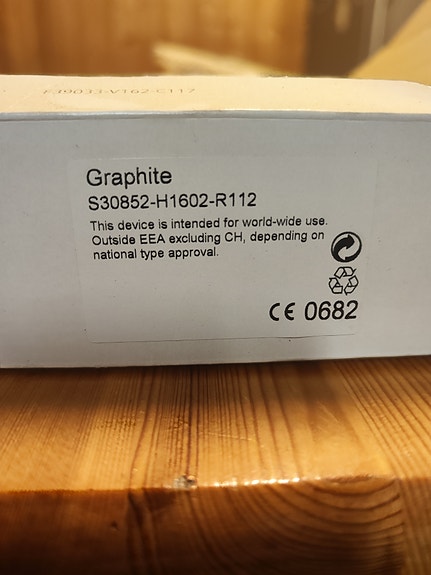 Graphite
S30852-H1602-R112
This device is intended for world-wide use.
Outside EEA excluding CH, depending on
national type approval.
CE 0682